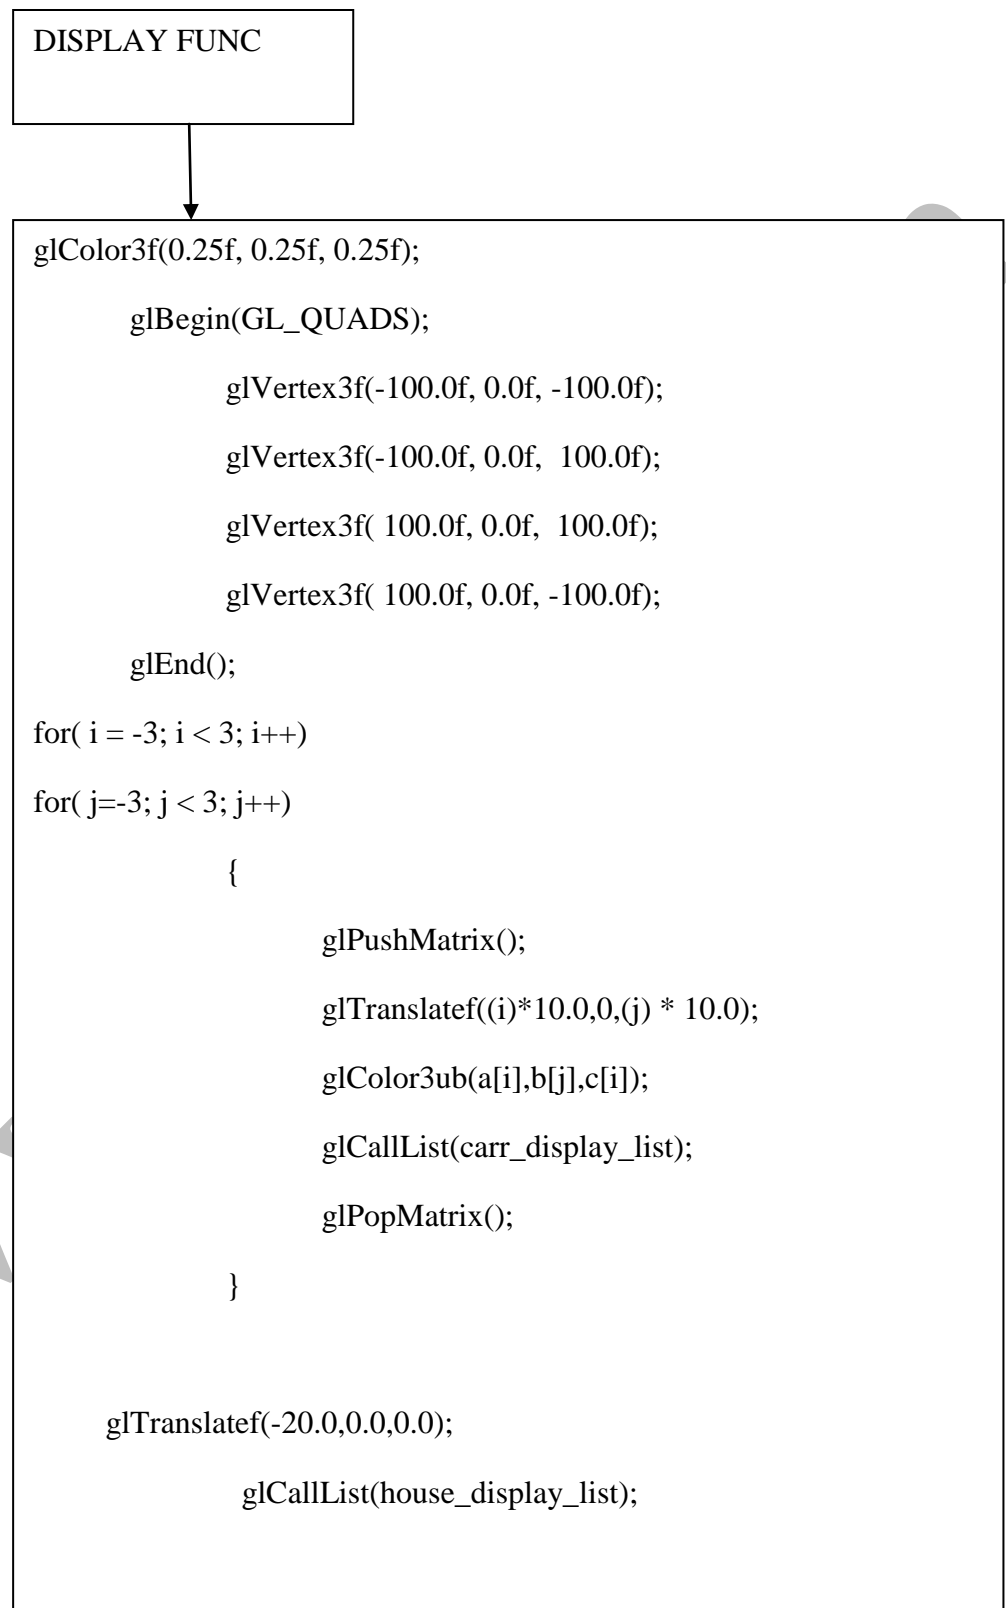 DISPLAY FUNC
glColor3f(0.25f, 0.25f, 0.25f);
glBegin(GL_QUADS);
glVertex3f(-100.0f, 0.0f, -100.0f);
glVertex3f(-100.0f, 0.0f,  100.0f);
glVertex3f( 100.0f, 0.0f,  100.0f);
glVertex3f( 100.0f, 0.0f, -100.0f);
glEnd();
for( i = -3; i < 3; i++)
for( j=-3; j < 3; j++)
{
glPushMatrix();
glTranslatef((i)*10.0,0,(j) * 10.0);
glColor3ub(a[i],b[j],c[i]);
glCallList(carr_display_list);
glPopMatrix();
}
glTranslatef(-20.0,0.0,0.0);
glCallList(house_display_list);